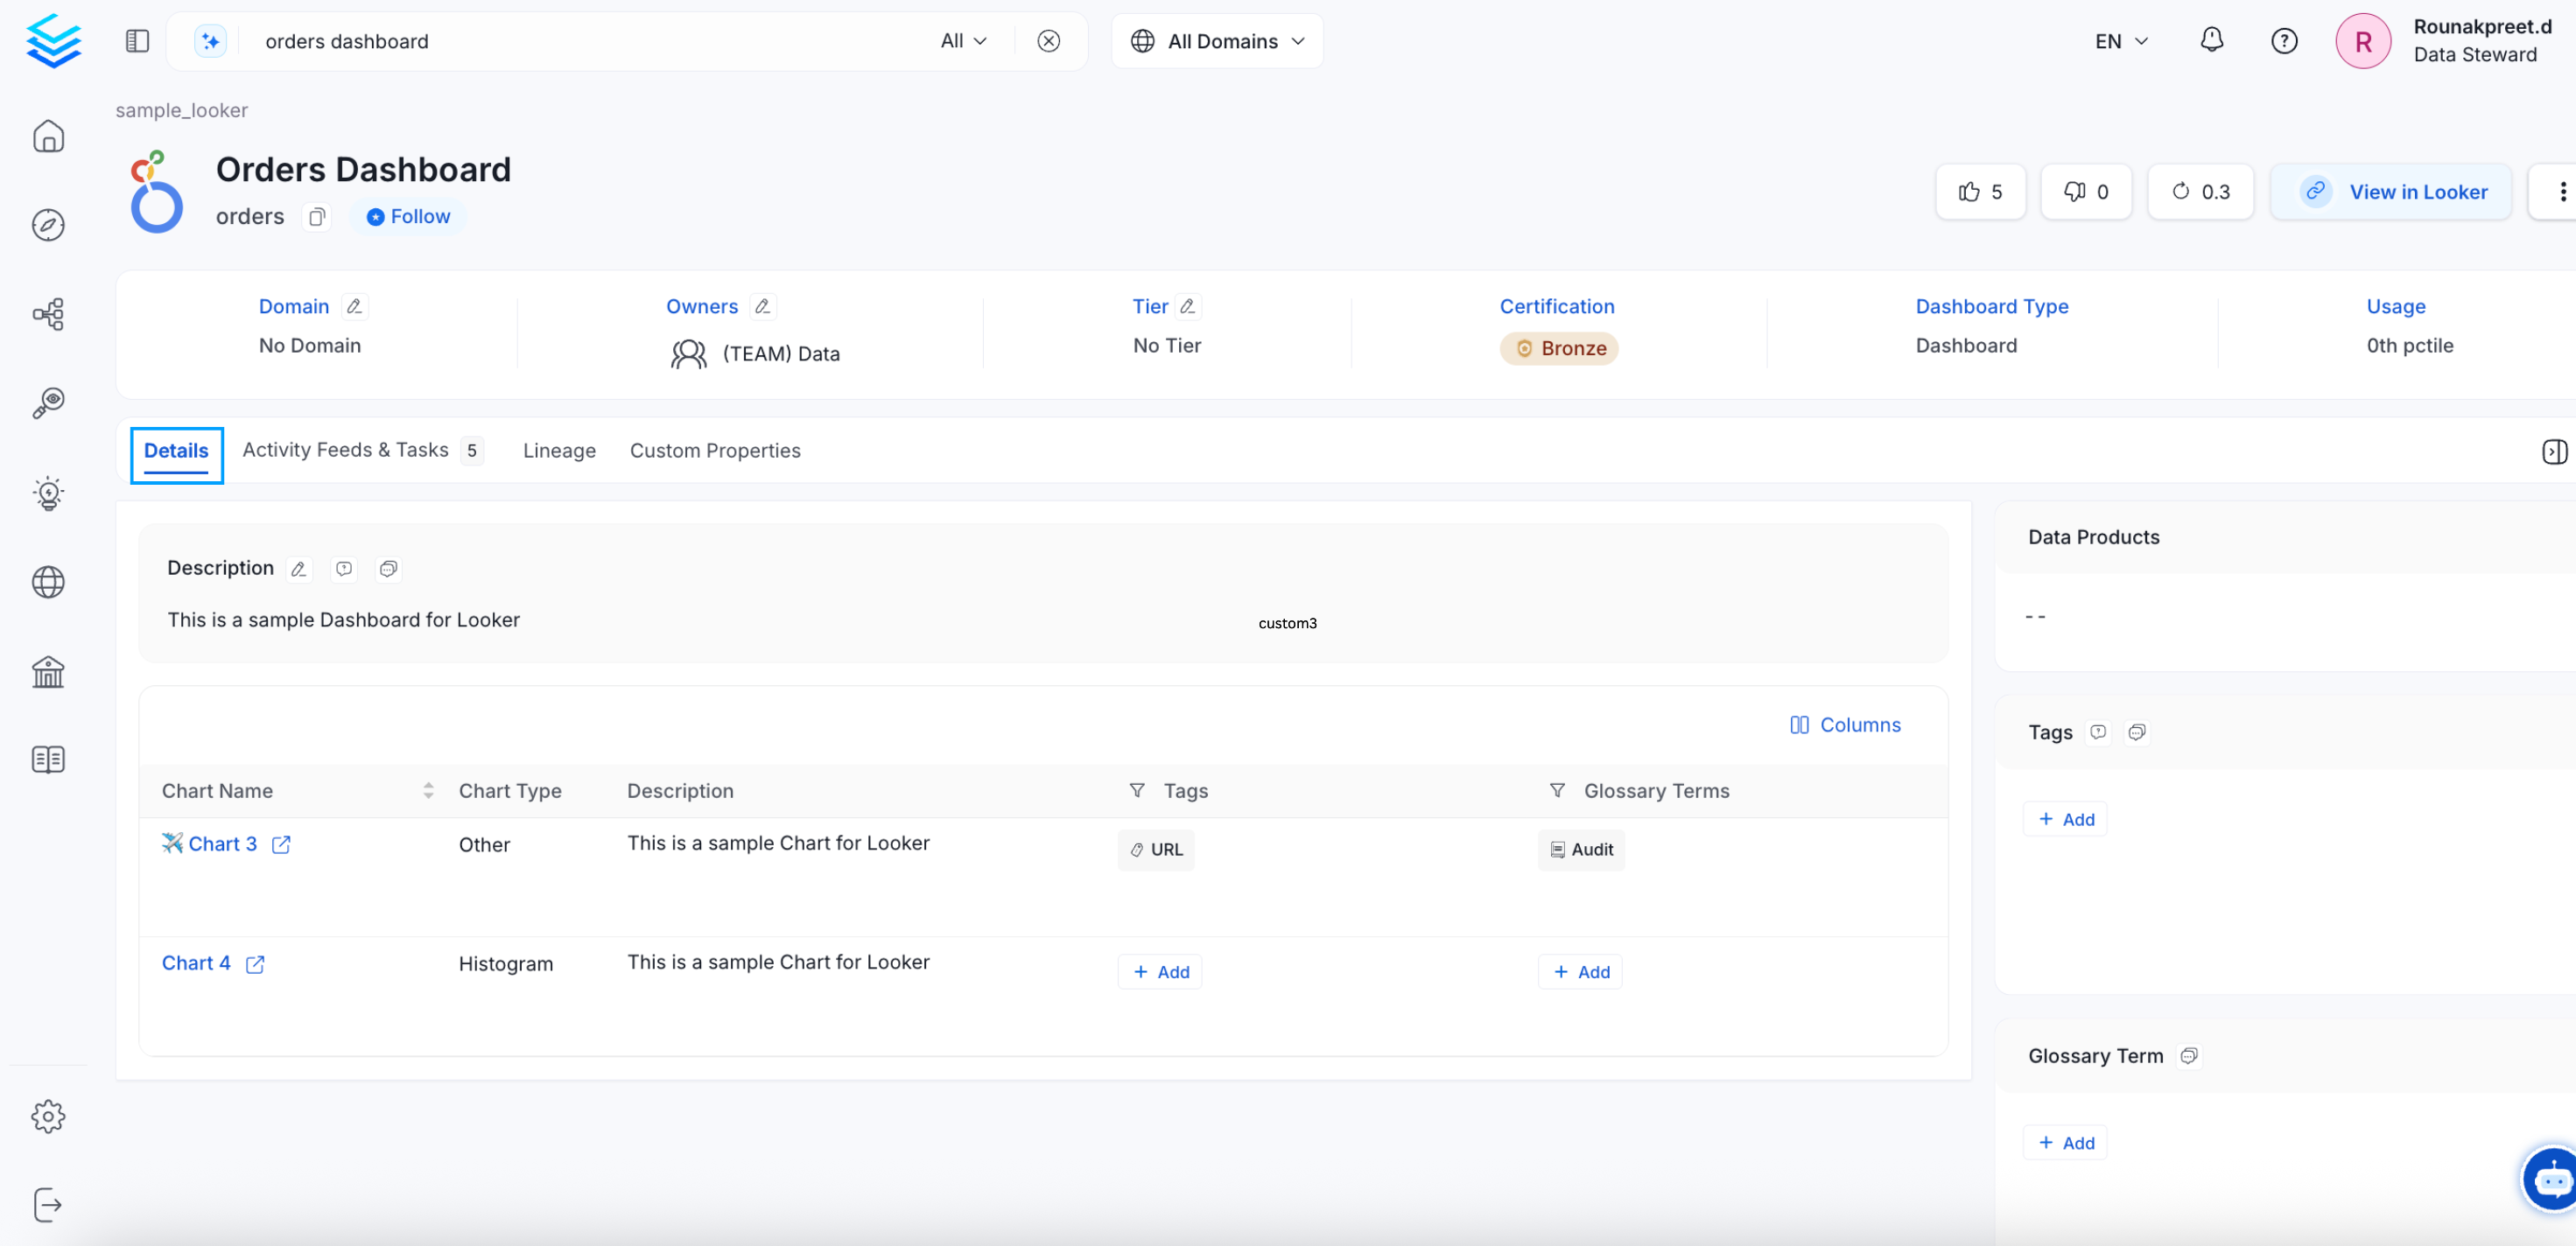 orders dashboard
All
All Domains
EN
R
Rounakpreet.d
Data Steward
sample_looker
Orders Dashboard
orders
Follow
5
0
0.3
View in Looker
Domain
No Domain
Owners
(TEAM) Data
Tier
No Tier
Certification
Bronze
Dashboard Type
Dashboard
Usage
0th pctile
Details
Activity Feeds & Tasks 5
Lineage
Custom Properties
Description
This is a sample Dashboard for Looker
custom3
Columns
Chart Name
Chart Type
Description
Tags
Glossary Terms
Chart 3
Other
This is a sample Chart for Looker
URL
Audit
Chart 4
Histogram
This is a sample Chart for Looker
+ Add
+ Add
Data Products
--
Tags
+ Add
Glossary Term
+ Add